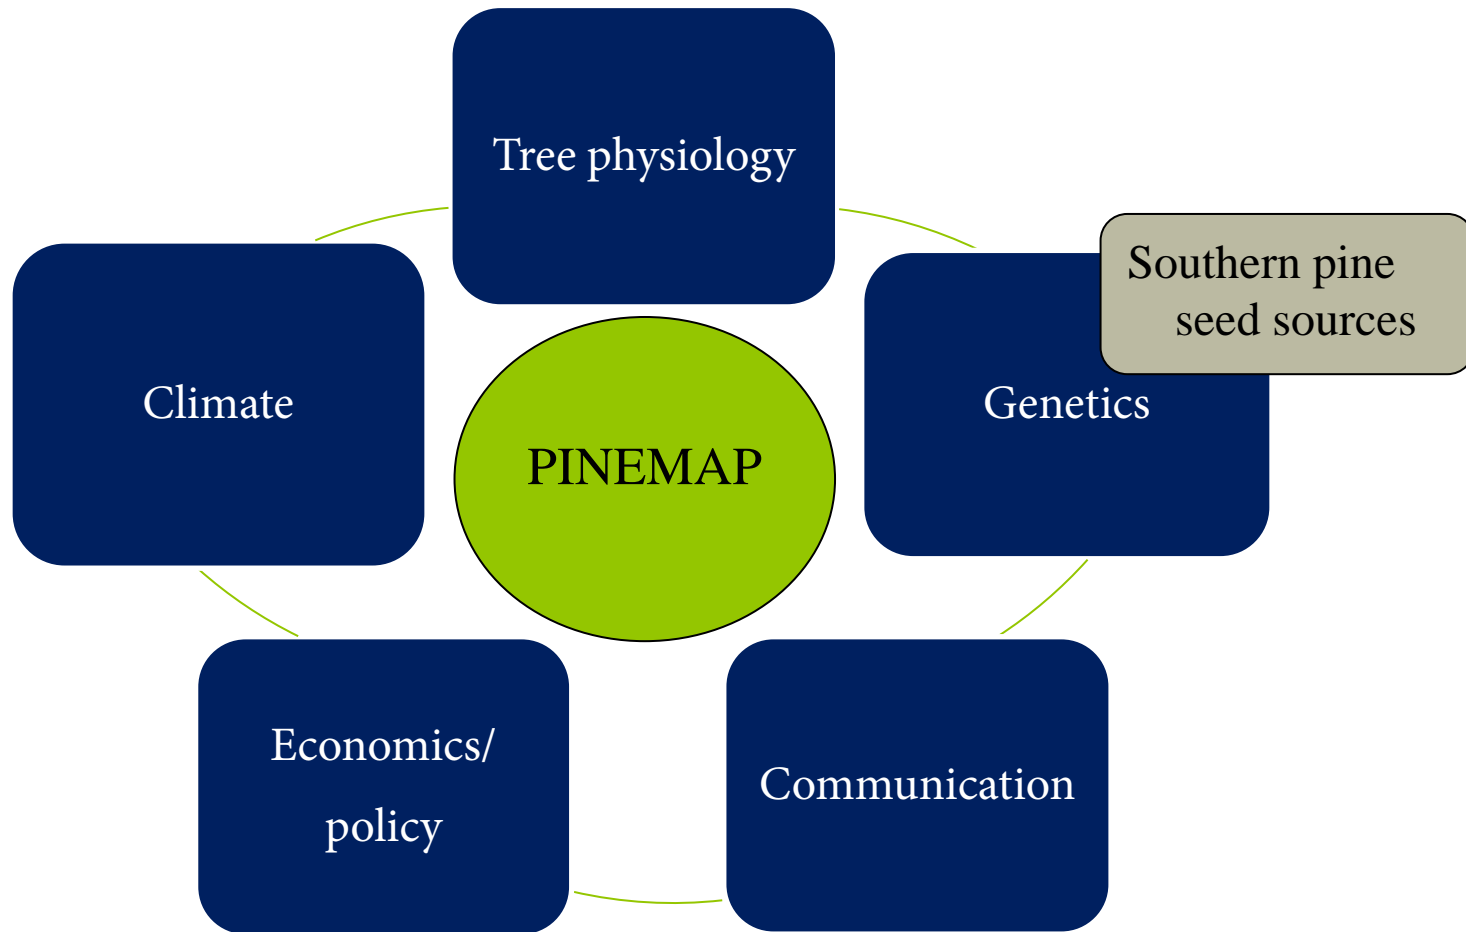 Tree physiology
Southern pine
seed sources
Climate
Genetics
PINEMAP
Economics/
policy
Communication